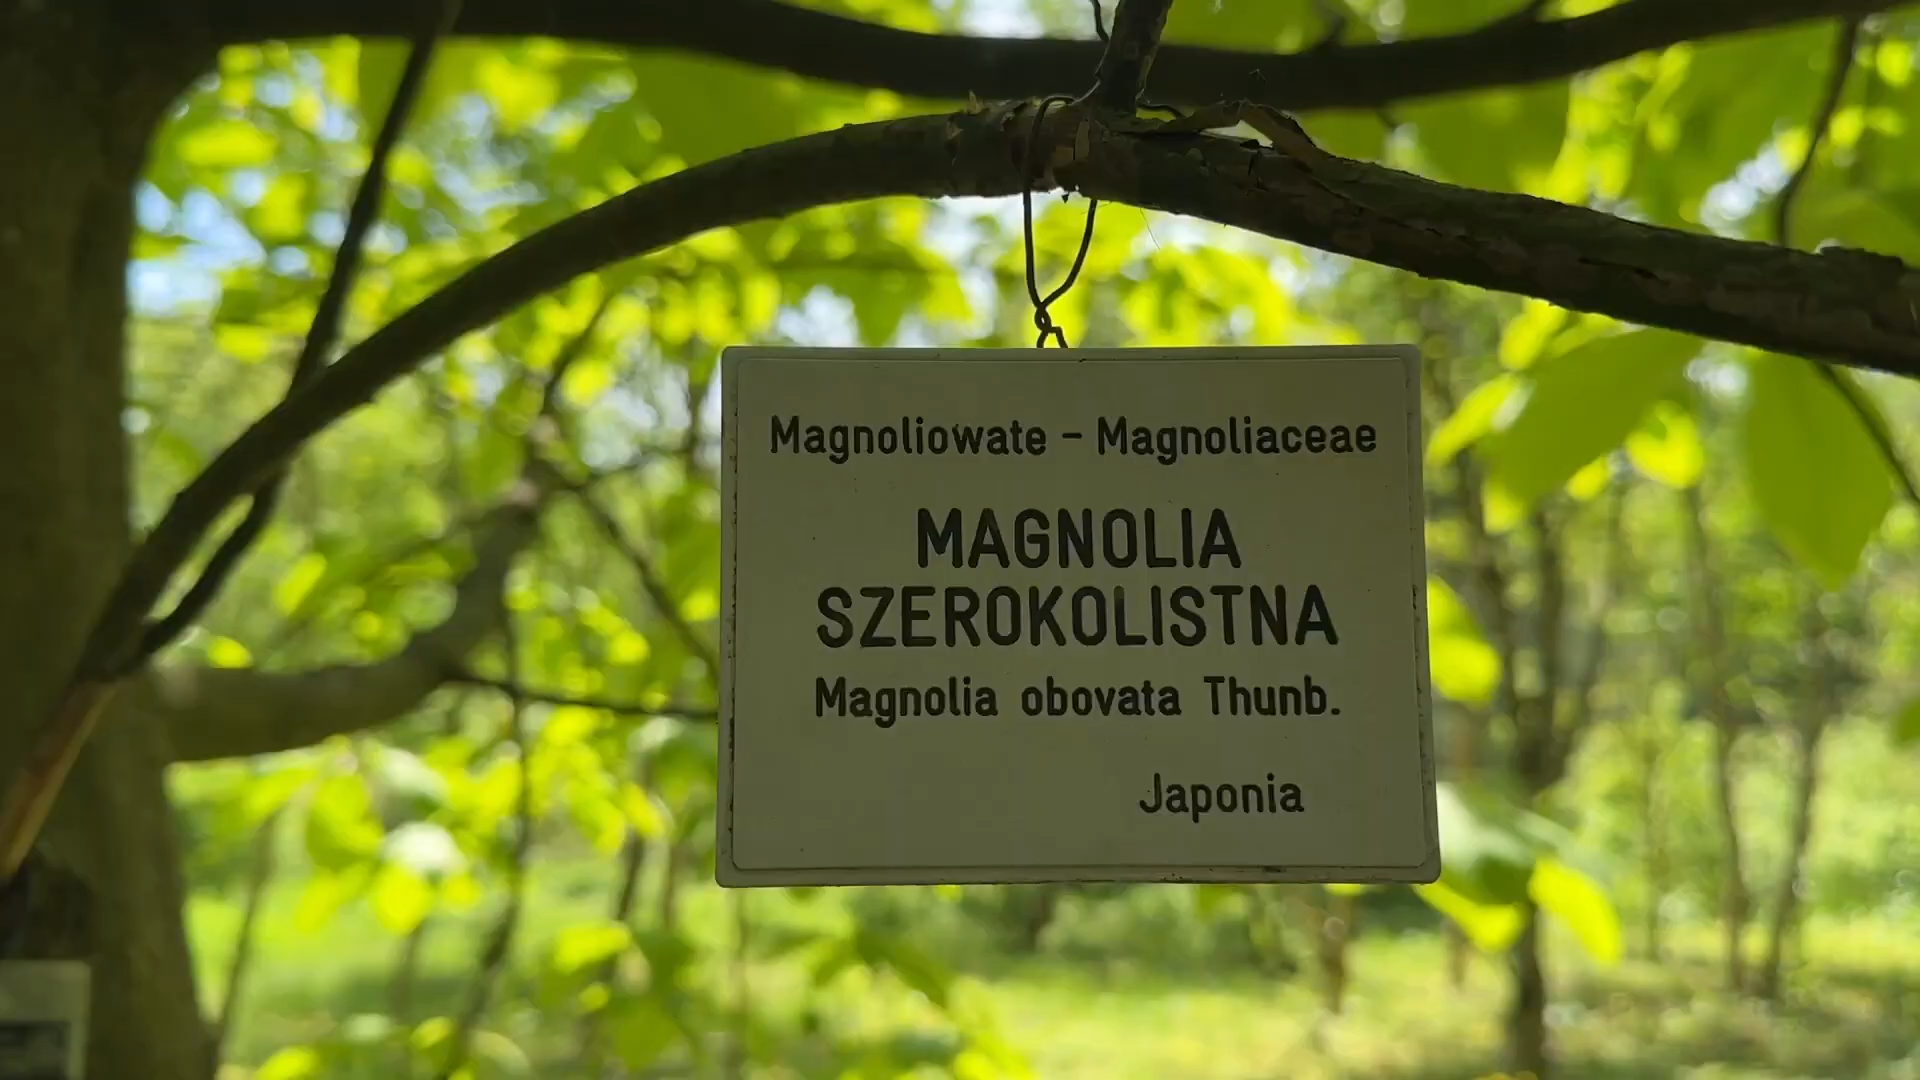 Magnoliowate - Magnoliaceae
MAGNOLIA
SZEROKOLISTNA
Magnolia obovata Thunb.
Japonia